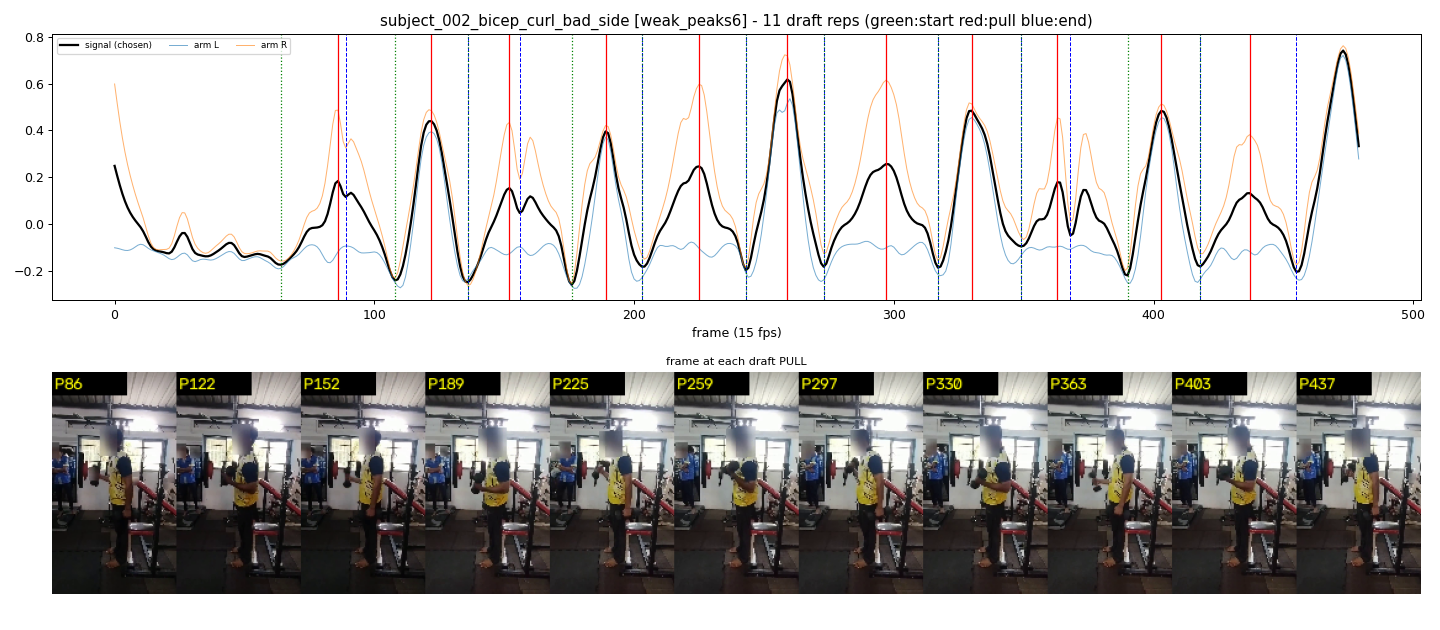 subject_002_bicep_curl_bad_side [weak_peaks6] - 11 draft reps (green:start red:pull blue:end)
signal (chosen) arm L arm R
0.8
0.6
0.4
0.2
0.0
−0.2
0 100 200 300 400 500
frame (15 fps)
frame at each draft PULL
P86 P122 P152 P189 P225 P259 P297 P330 P363 P403 P437